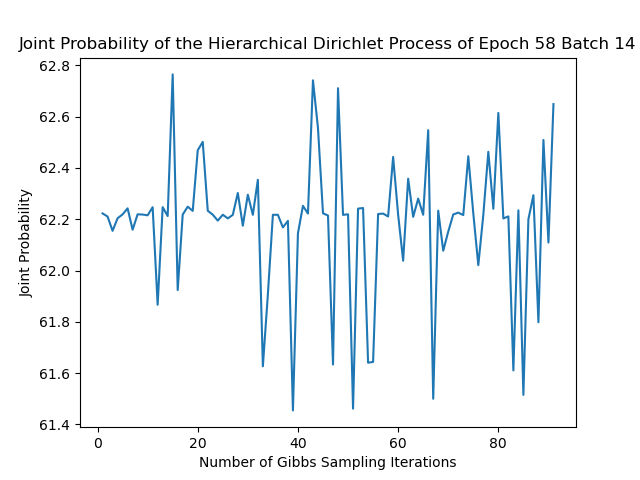 Joint Probability of the Hierarchical Dirichlet Process of Epoch 58 Batch 14
62.8
62.6
62.4
62.2
62.0
61.8
61.6
61.4
Joint Probability
0 20 40 60 80
Number of Gibbs Sampling Iterations